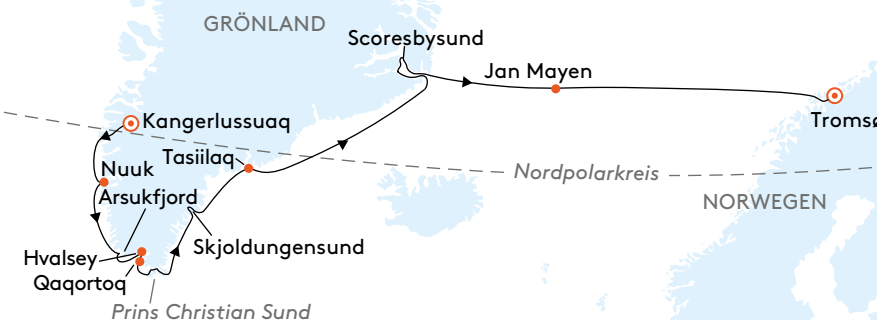 GRÖNLAND
Scoresbysund
Jan Mayen
Kangerlussuaq
Tromsø
Tasiilaq
Nuuk
Nordpolarkreis
Arsukfjord
NORWEGEN
Skjoldungensund
Hvalsey
Qaqortoq
Prins Christian Sund